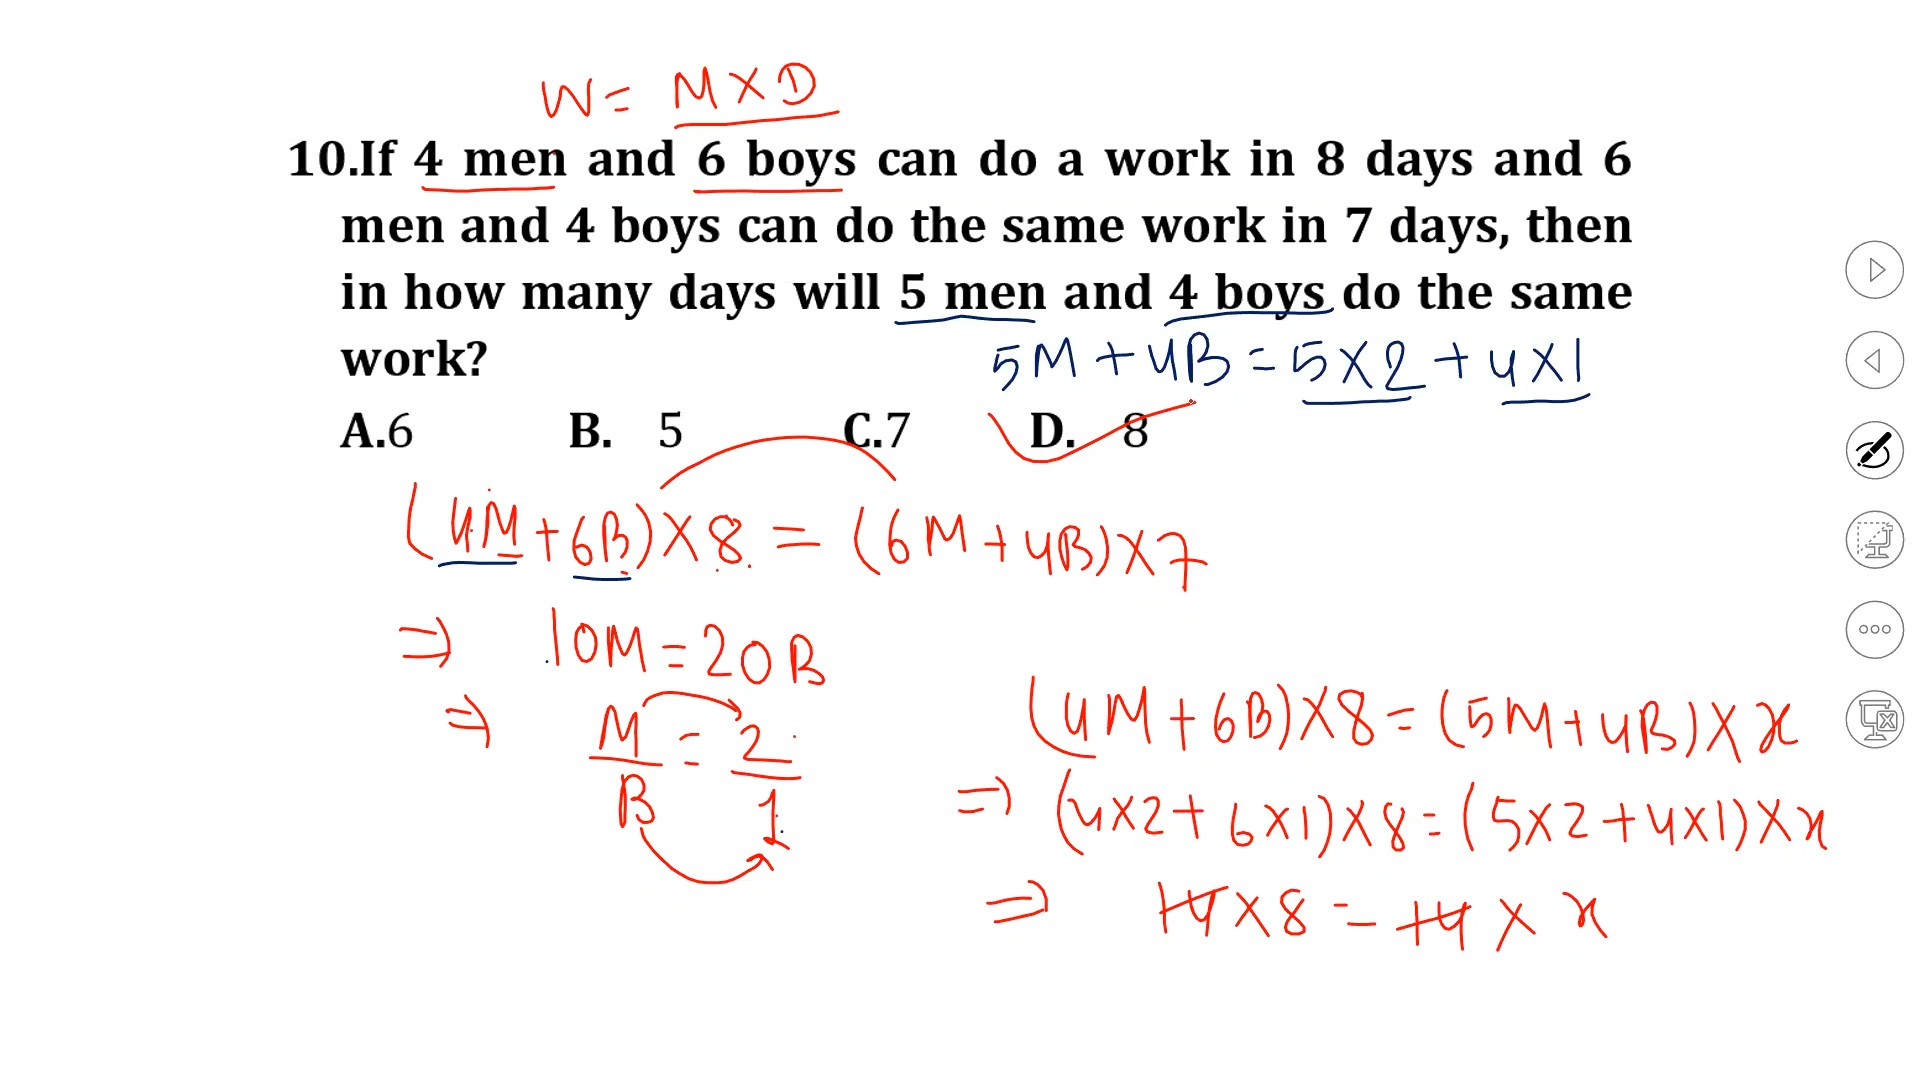 W = M X D
10.If 4 men and 6 boys can do a work in 8 days and 6
men and 4 boys can do the same work in 7 days, then
in how many days will 5 men and 4 boys do the same
work?
5M + 4B = 5X2 + 4X1
A.6 B. 5 C.7 D. 8
(4M + 6B) X 8 = (6M + 4B) X 7
⇒ 10M = 20B
⇒ M/B = 2/1
(4M + 6B) X 8 = (5M + 4B) X x
⇒ (4X2 + 6X1) X 8 = (5X2 + 4X1) X x
⇒ 14 X 8 = 14 X x